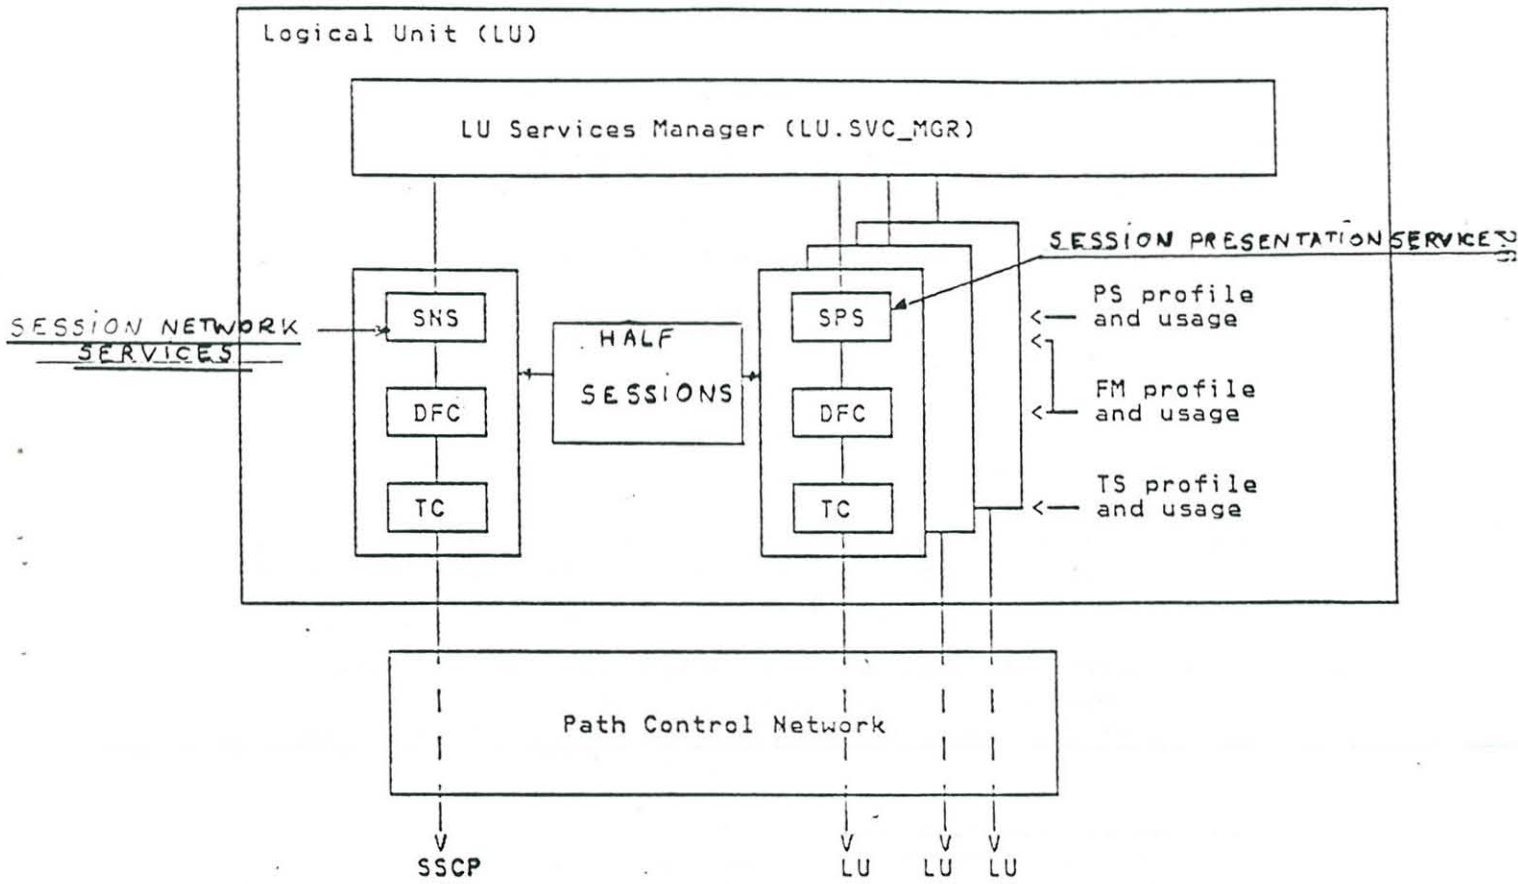 Logical Unit (LU)
LU Services Manager (LU.SVC_MGR)
SESSION PRESENTATION SERVICES
SESSION NETWORK
SERVICES
SNS
DFC
TC
HALF
SESSIONS
SPS
DFC
TC
PS profile
and usage
FM profile
and usage
TS profile
and usage
Path Control Network
SSCP
LU
LU
LU